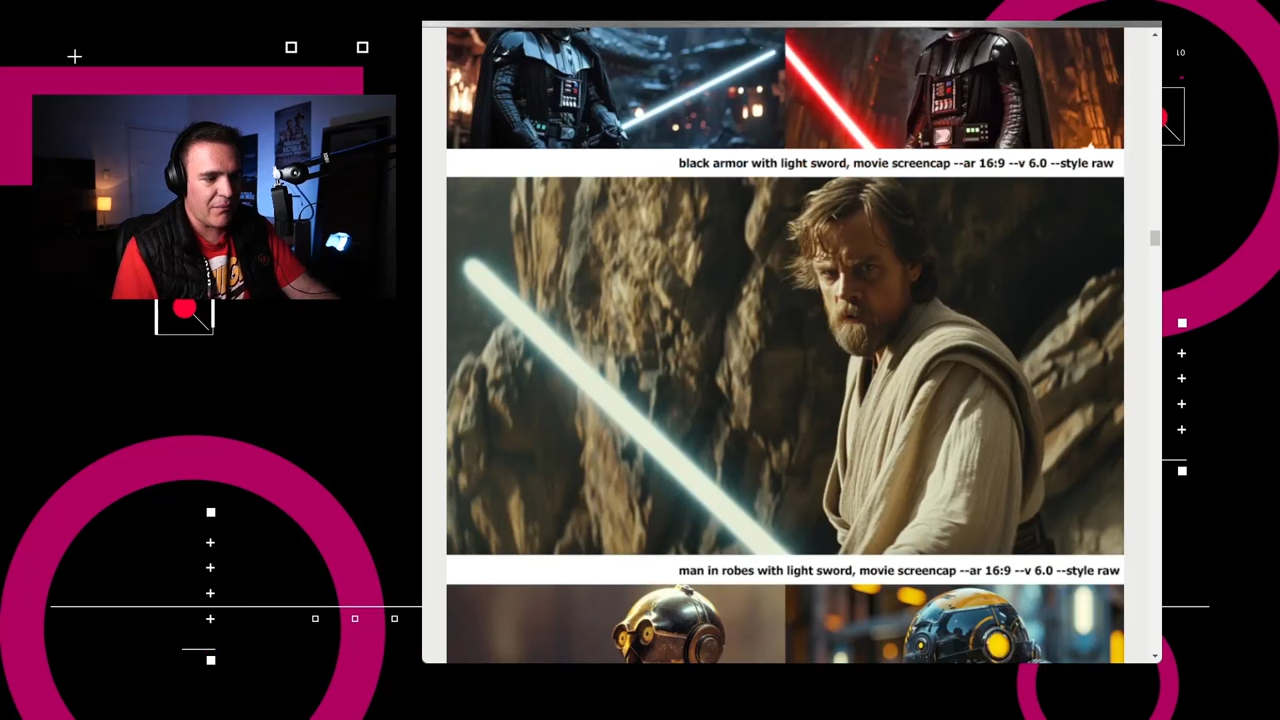 01
black armor with light sword, movie screencap --ar 16:9 --v 6.0 --style raw
man in robes with light sword, movie screencap --ar 16:9 --v 6.0 --style raw